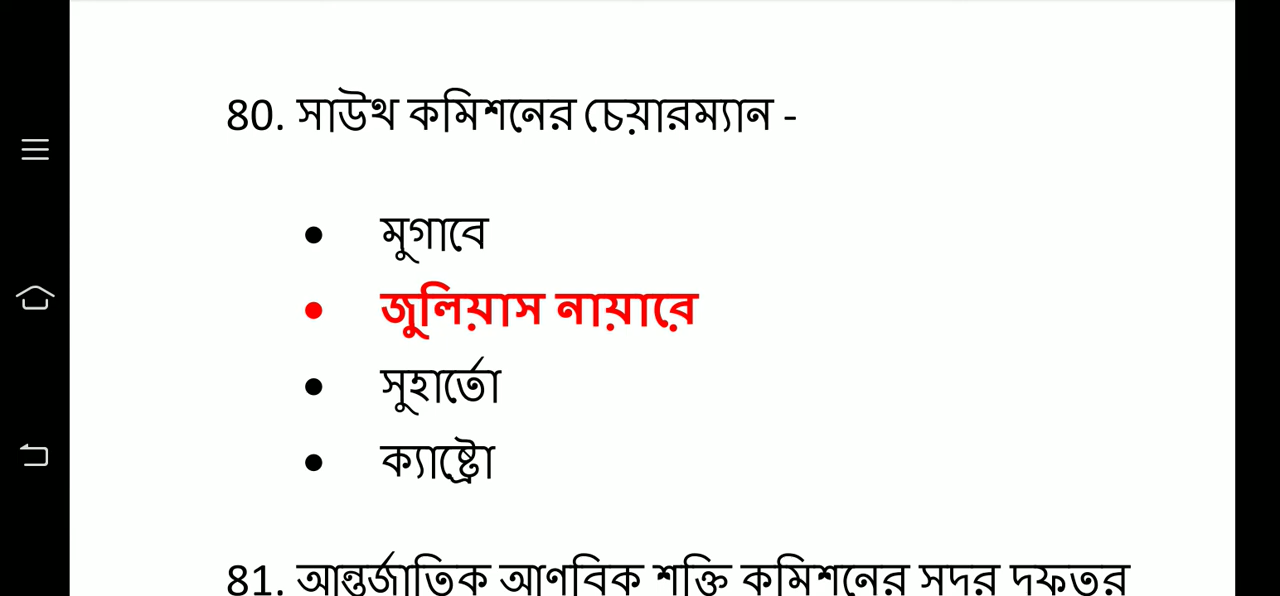 80. সাউথ কমিশনের চেয়ারম্যান -
• মুগাবে
• জুলিয়াস নায়ারে
• সুহার্তো
• ক্যাষ্ট্রো
81. আন্তর্জাতিক আণবিক শক্তি কমিশনের সদর দফতর